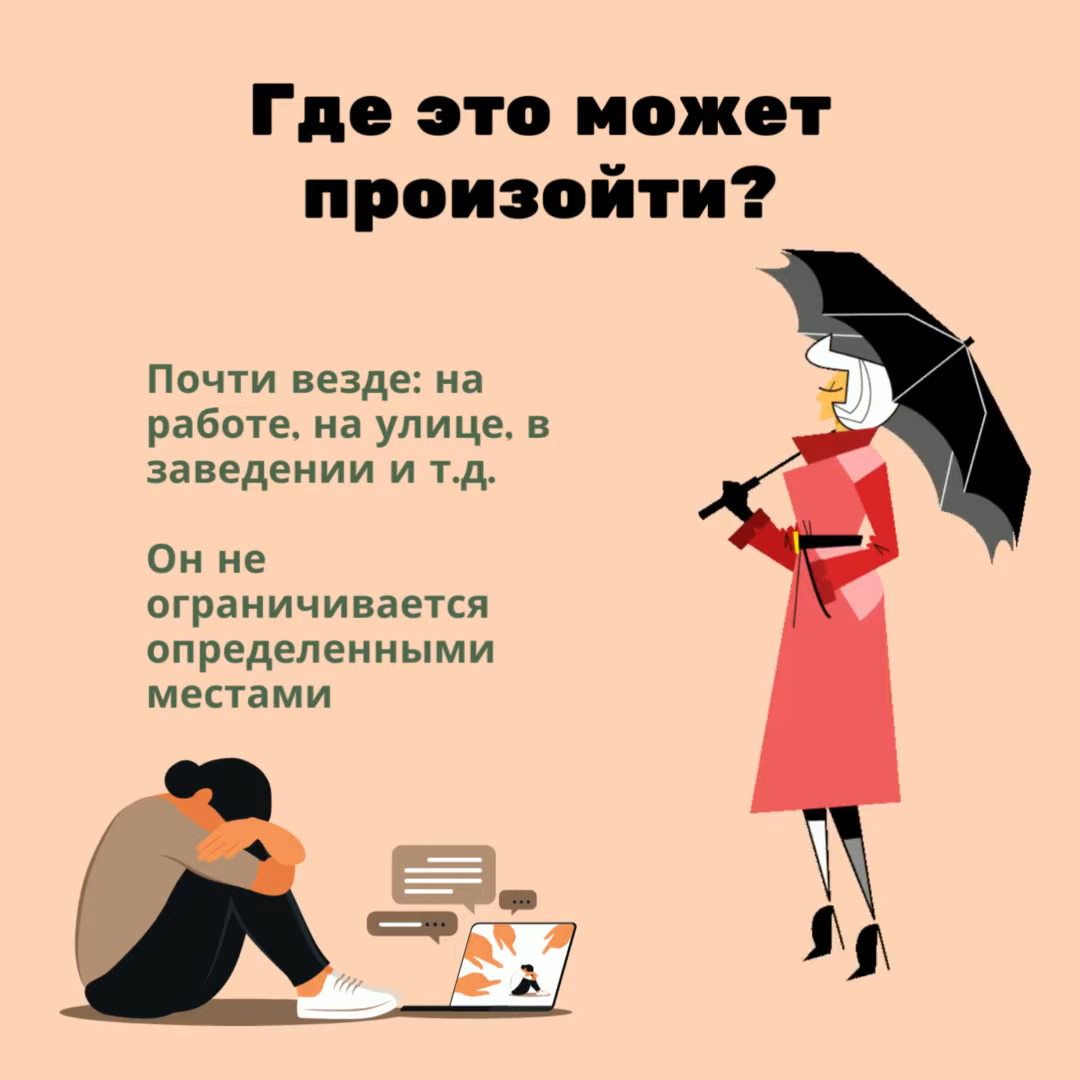 Где это может
произойти?
Почти везде: на
работе, на улице, в
заведении и т.д.
Он не
ограничивается
определенными
местами